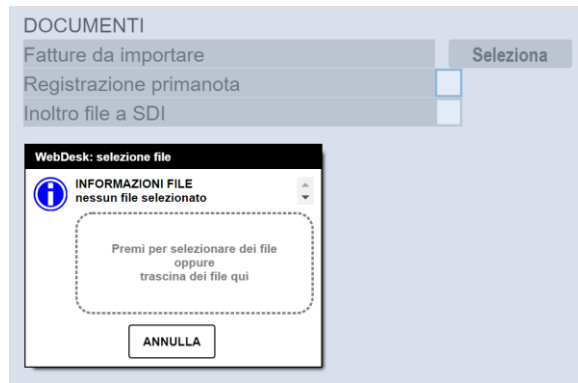 DOCUMENTI
Fatture da importare
Seleziona
Registrazione primanota
Inoltro file a SDI
WebDesk: selezione file
INFORMAZIONI FILE
nessun file selezionato
Premi per selezionare dei file
oppure
trascina dei file qui
ANNULLA